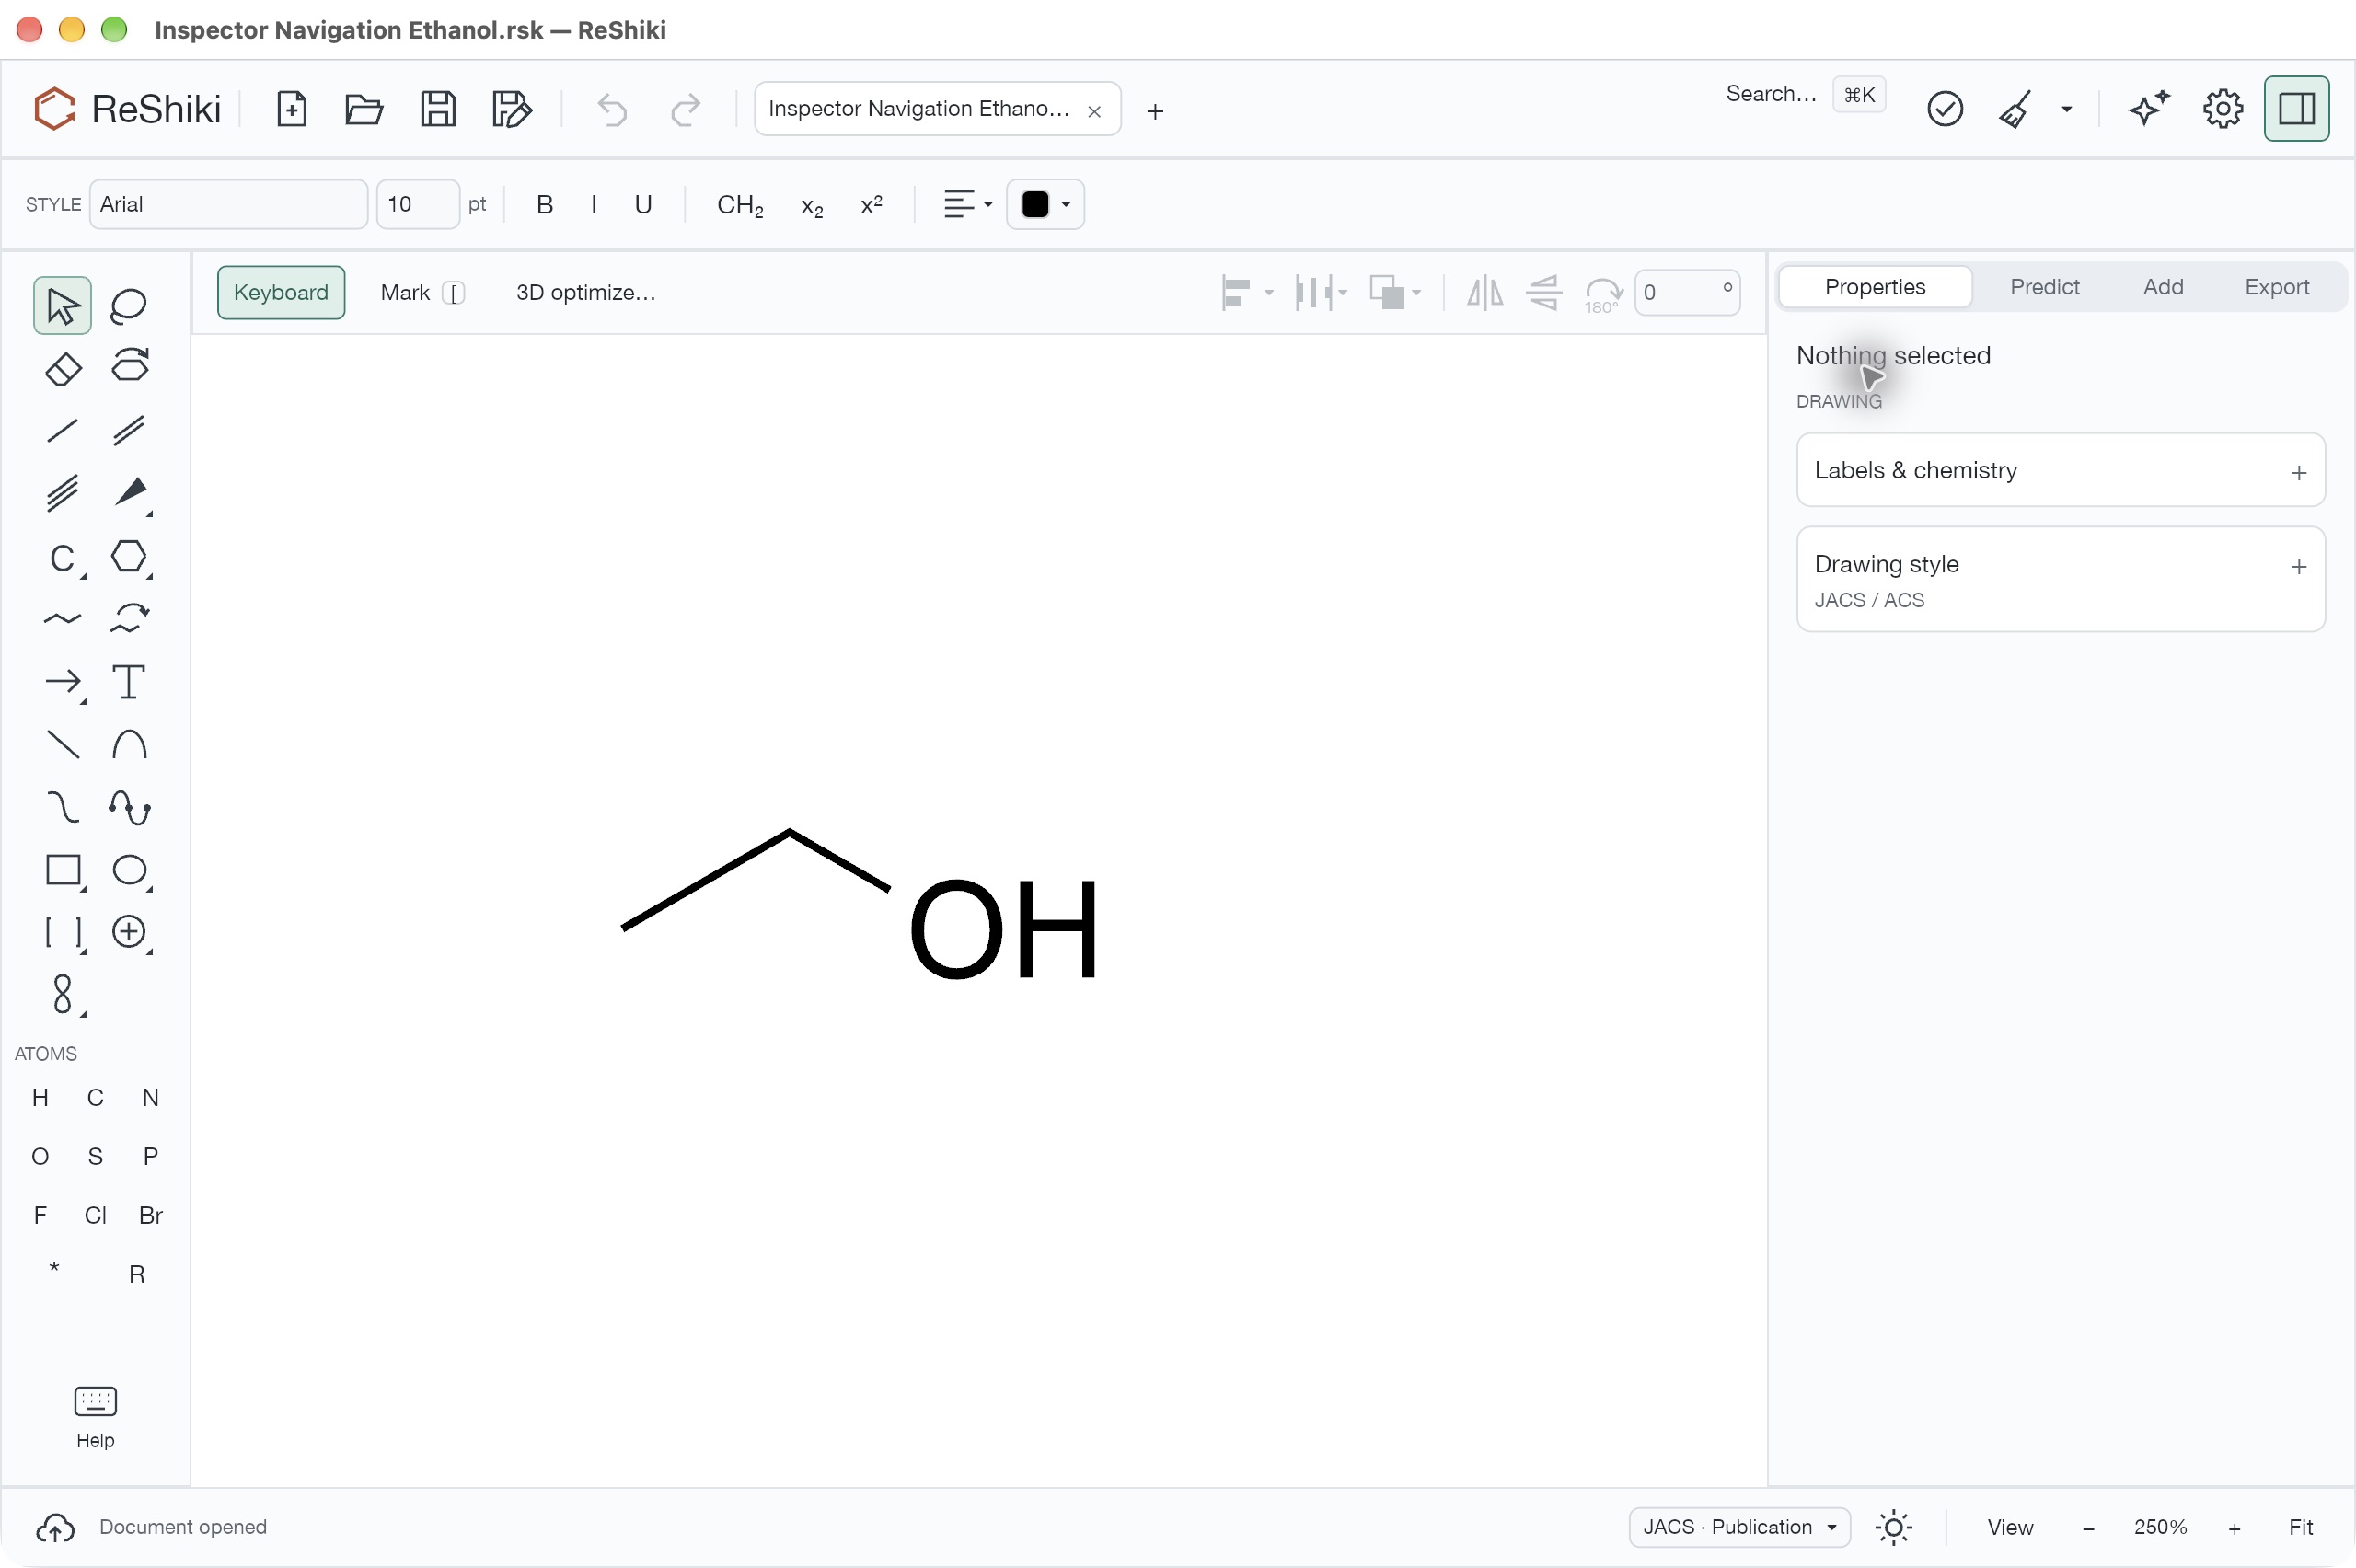 Inspector Navigation Ethanol.rsk — ReShiki
ReShiki
Inspector Navigation Ethano... ×
+
Search... ⌘K
STYLE Arial 10 pt B I U CH₂ x₂ x²
Keyboard Mark [ 3D optimize...
180° 0 °
Properties Predict Add Export
Nothing selected
DRAWING
Labels & chemistry +
Drawing style +
JACS / ACS
C
T
[ ]
OH
ATOMS
H C N
O S P
F Cl Br
* R
Help
Document opened
JACS · Publication View − 250% + Fit